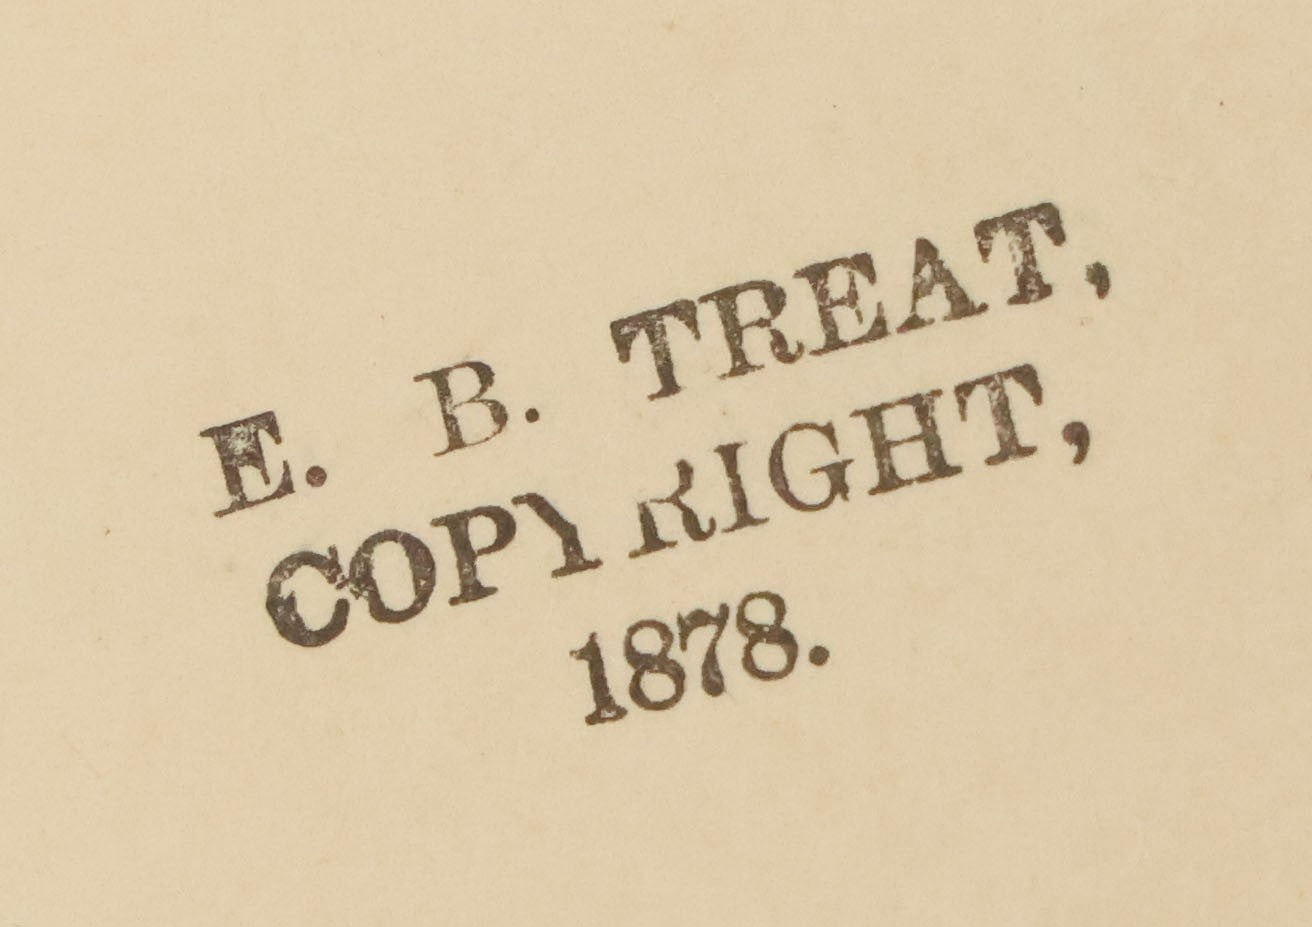 E. B. TREAT,
COPYRIGHT,
1878.